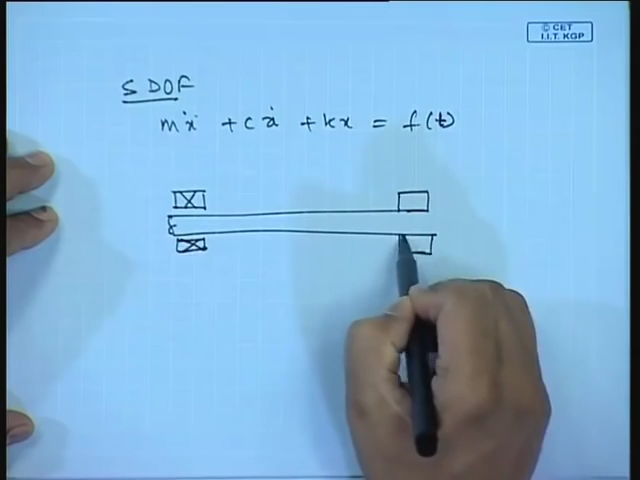 © CET
I.I.T. KGP
SDOF
mẍ + cẋ + kx = f(t)